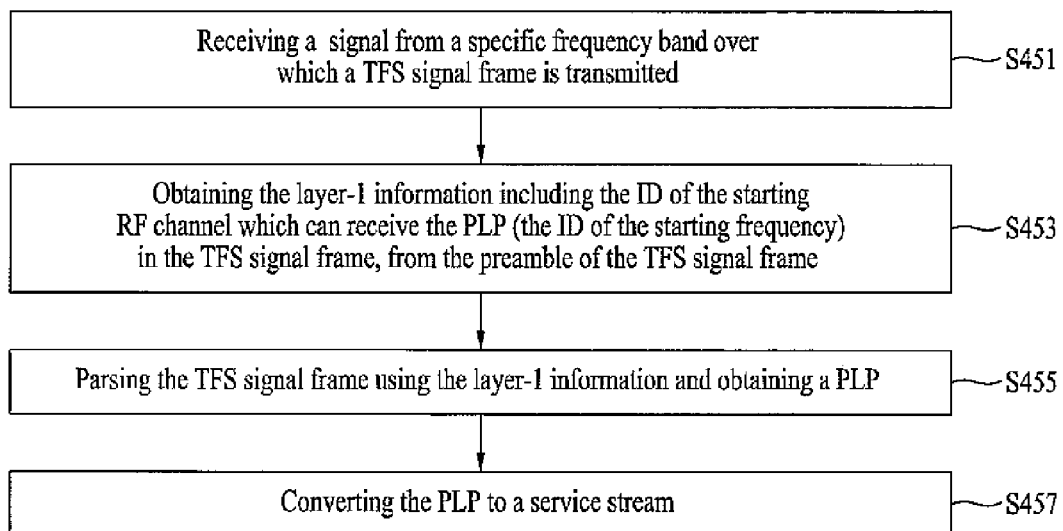 Receiving a signal from a specific frequency band over
which a TFS signal frame is transmitted
S451
Obtaining the layer-1 information including the ID of the starting
RF channel which can receive the PLP (the ID of the starting frequency)
in the TFS signal frame, from the preamble of the TFS signal frame
S453
Parsing the TFS signal frame using the layer-1 information and obtaining a PLP
S455
Converting the PLP to a service stream
S457